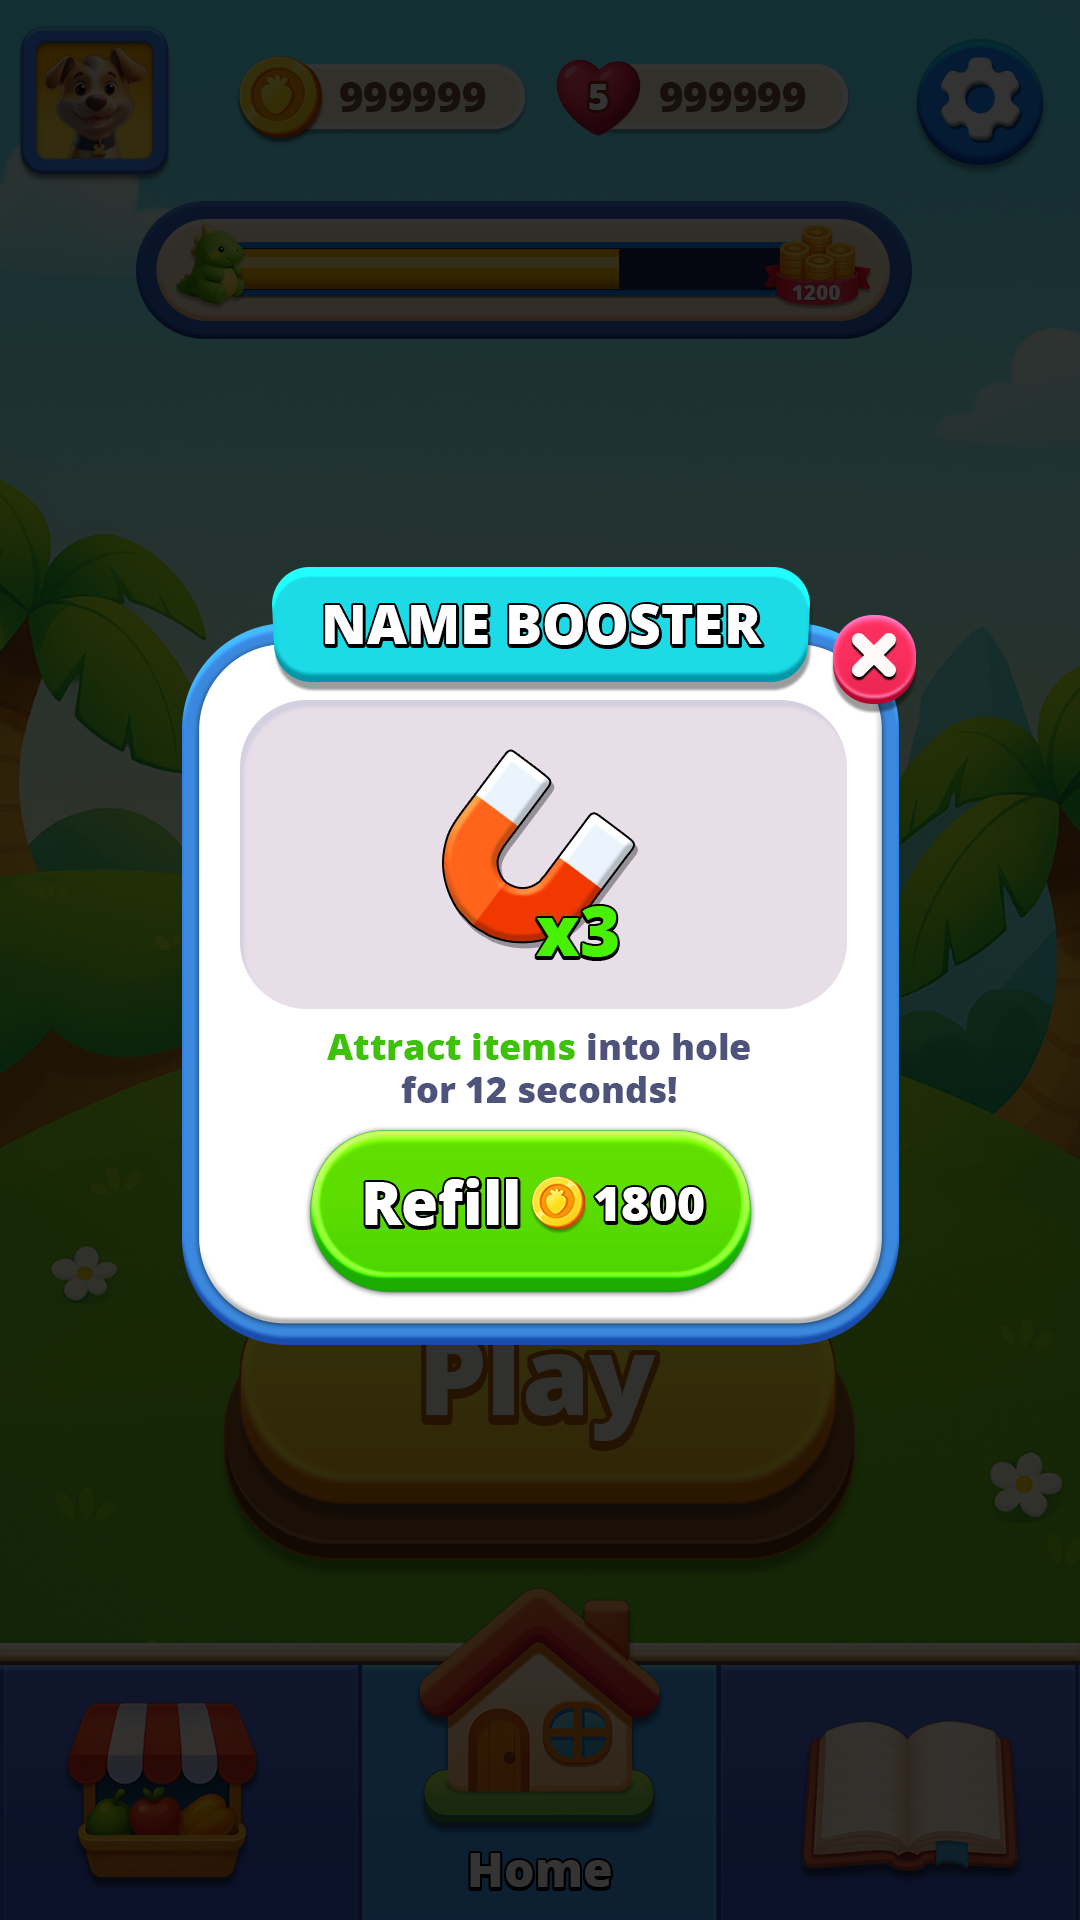 999999
5
999999
1200
NAME BOOSTER
x3
Attract items into hole
for 12 seconds!
Refill 1800
Play
Home